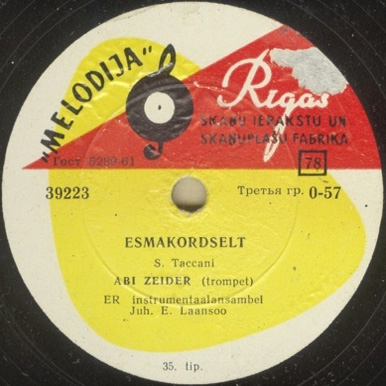 "MELODIJA"
Rīgas
SKAŅU IERAKSTU UN
SKAŅUPLAŠU FABRIKA
Гост 5289-61
78
39223
Третья гр. 0-57
ESMAKORDSELT
S. Taccani
ABI ZEIDER (trompet)
ER instrumentaalansambel
Juh. E. Laansoo
35. tip.